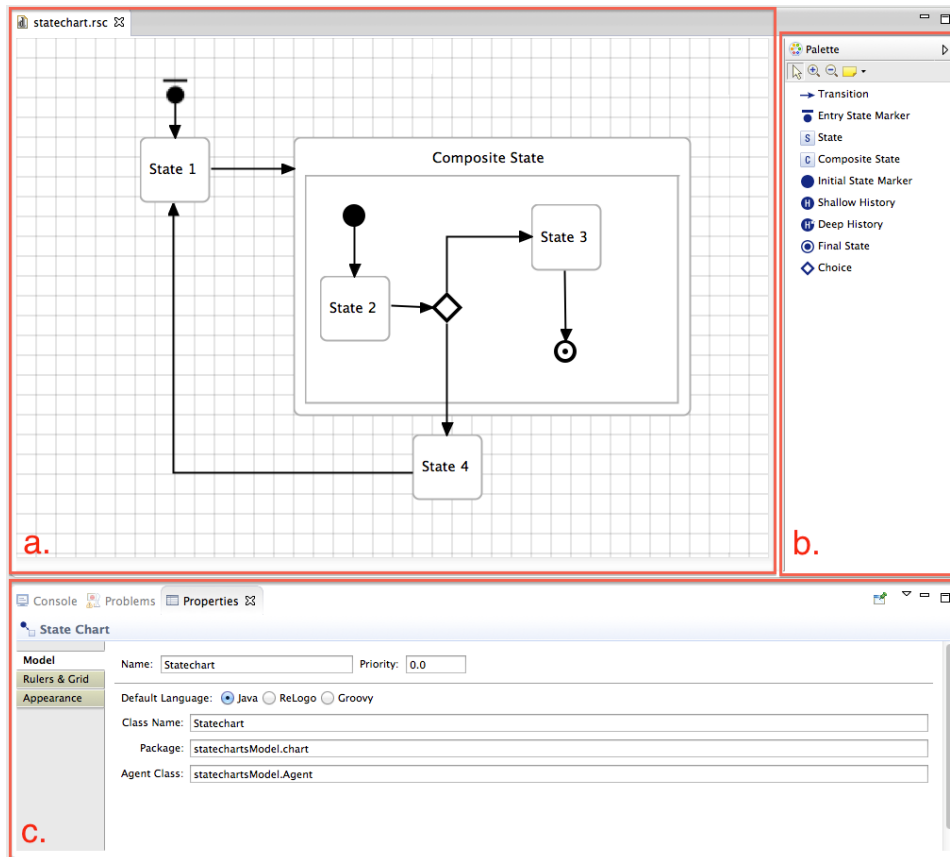 statechart.rsc
State 1
Composite State
State 2
State 3
State 4
a.
Palette
Transition
Entry State Marker
S State
C Composite State
Initial State Marker
H Shallow History
H* Deep History
Final State
Choice
b.
Console Problems Properties
State Chart
Model
Rulers & Grid
Appearance
Name: Statechart Priority: 0.0
Default Language: Java ReLogo Groovy
Class Name: Statechart
Package: statechartsModel.chart
Agent Class: statechartsModel.Agent
c.